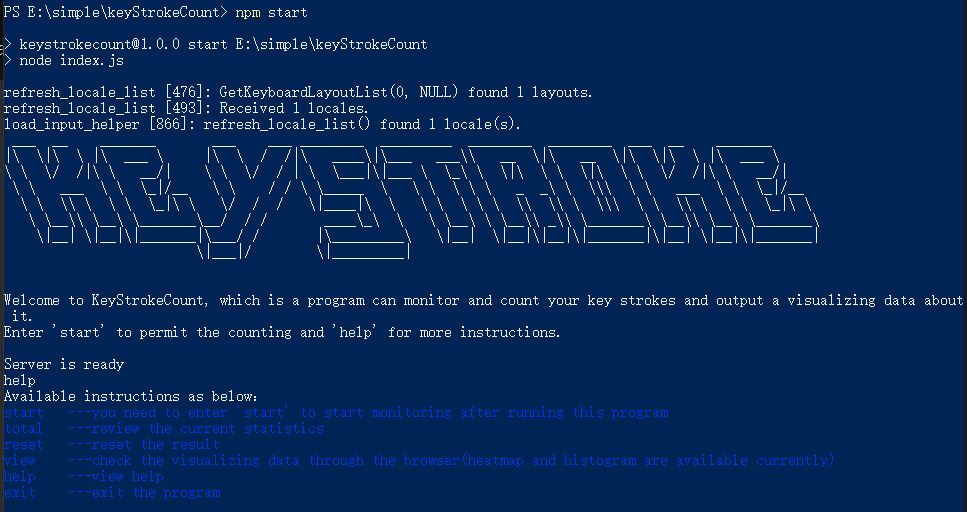 PS E:\simple\keyStrokeCount> npm start
> keystrokecount@1.0.0 start E:\simple\keyStrokeCount
> node index.js
refresh_locale_list [476]: GetKeyboardLayoutList(0, NULL) found 1 layouts.
refresh_locale_list [493]: Received 1 locales.
load_input_helper [866]: refresh_locale_list() found 1 locale(s).
KEYSTROKE
Welcome to KeyStrokeCount, which is a program can monitor and count your key strokes and output a visualizing data about
it.
Enter 'start' to permit the counting and 'help' for more instructions.
Server is ready
help
Available instructions as below:
start ---you need to enter 'start' to start monitoring after running this program
total ---review the current statistics
reset ---reset the result
view ---check the visualizing data through the browser(heatmap and histogram are available currently)
help ---view help
exit ---exit the program